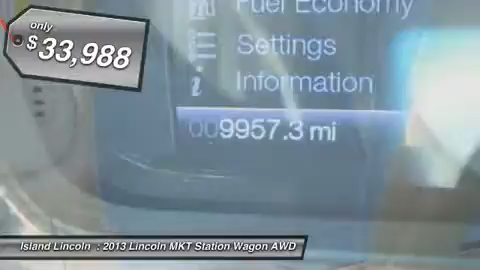 only
$33,988
Fuel Economy
Settings
Information
009957.3 mi
Island Lincoln : 2013 Lincoln MKT Station Wagon AWD